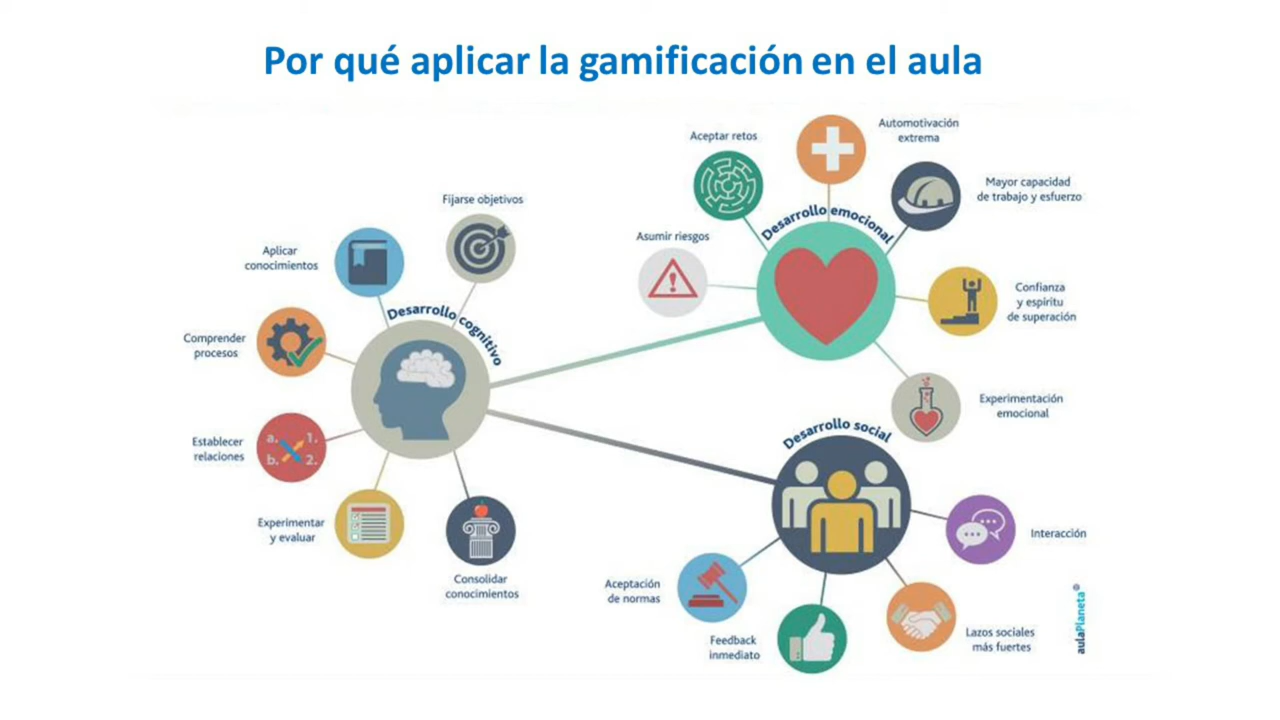 Por qué aplicar la gamificación en el aula
Fijarse objetivos
Aplicar
conocimientos
Desarrollo cognitivo
Comprender
procesos
Establecer
relaciones
a. 1.
b. 2.
Experimentar
y evaluar
Consolidar
conocimientos
Aceptar retos
Automotivación
extrema
Mayor capacidad
de trabajo y esfuerzo
Asumir riesgos
Desarrollo emocional
Confianza
y espíritu
de superación
Experimentación
emocional
Desarrollo social
Interacción
Aceptación
de normas
Feedback
inmediato
Lazos sociales
más fuertes
aulaPlaneta®